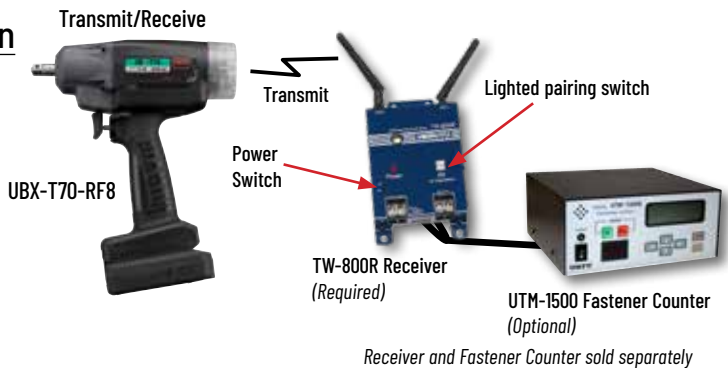 n
Transmit/Receive
Transmit
Lighted pairing switch
Power
Switch
UBX-T70-RF8
TW-800R Receiver
(Required)
UTM-1500 Fastener Counter
(Optional)
Receiver and Fastener Counter sold separately